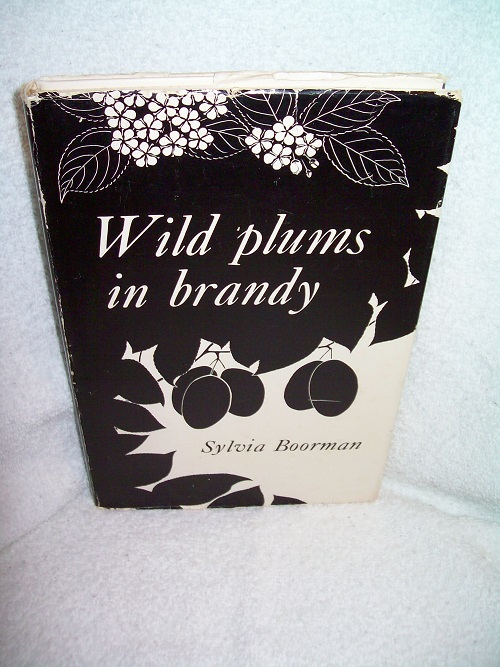 Wild plums
in brandy
Sylvia Boorman